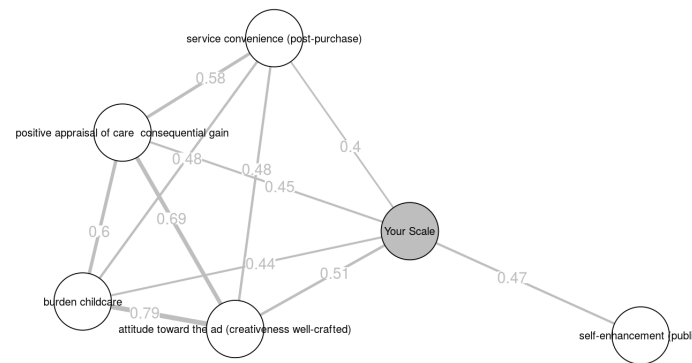 service convenience (post-purchase)
0.58
positive appraisal of care consequential gain
0.48
0.4
0.48
0.45
0.69
0.6
Your Scale
0.44
0.51
0.47
burden childcare
0.79
attitude toward the ad (creativeness well-crafted)
self-enhancement (publ